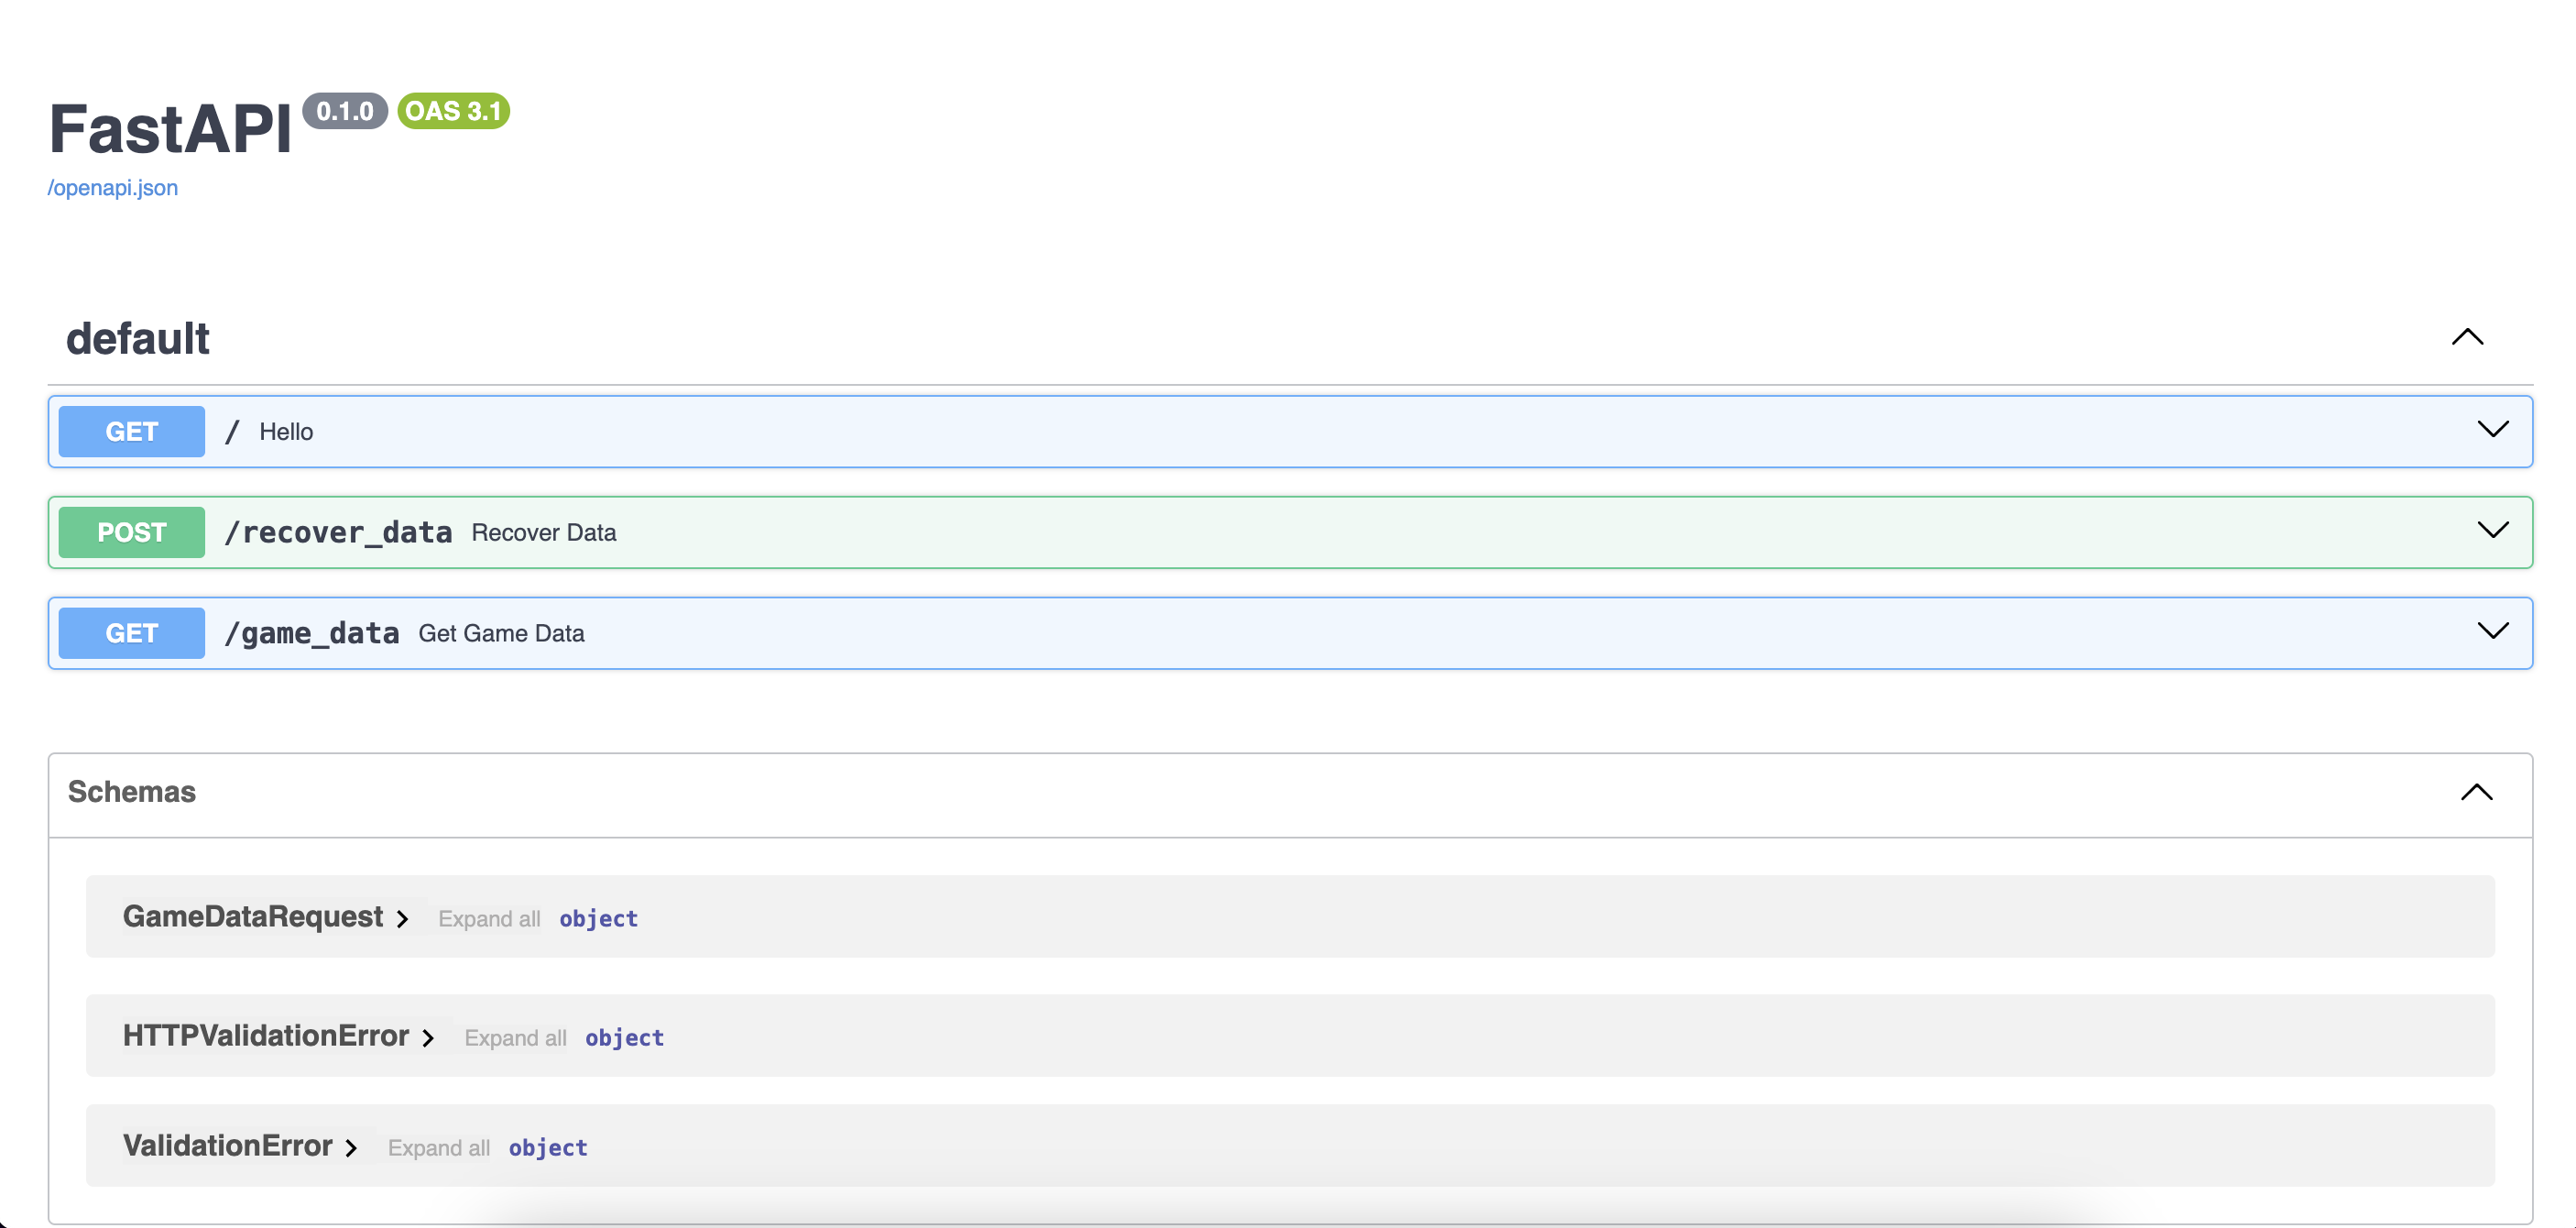 FastAPI 0.1.0 OAS 3.1
/openapi.json
default
GET / Hello
POST /recover_data Recover Data
GET /game_data Get Game Data
Schemas
GameDataRequest Expand all object
HTTPValidationError Expand all object
ValidationError Expand all object